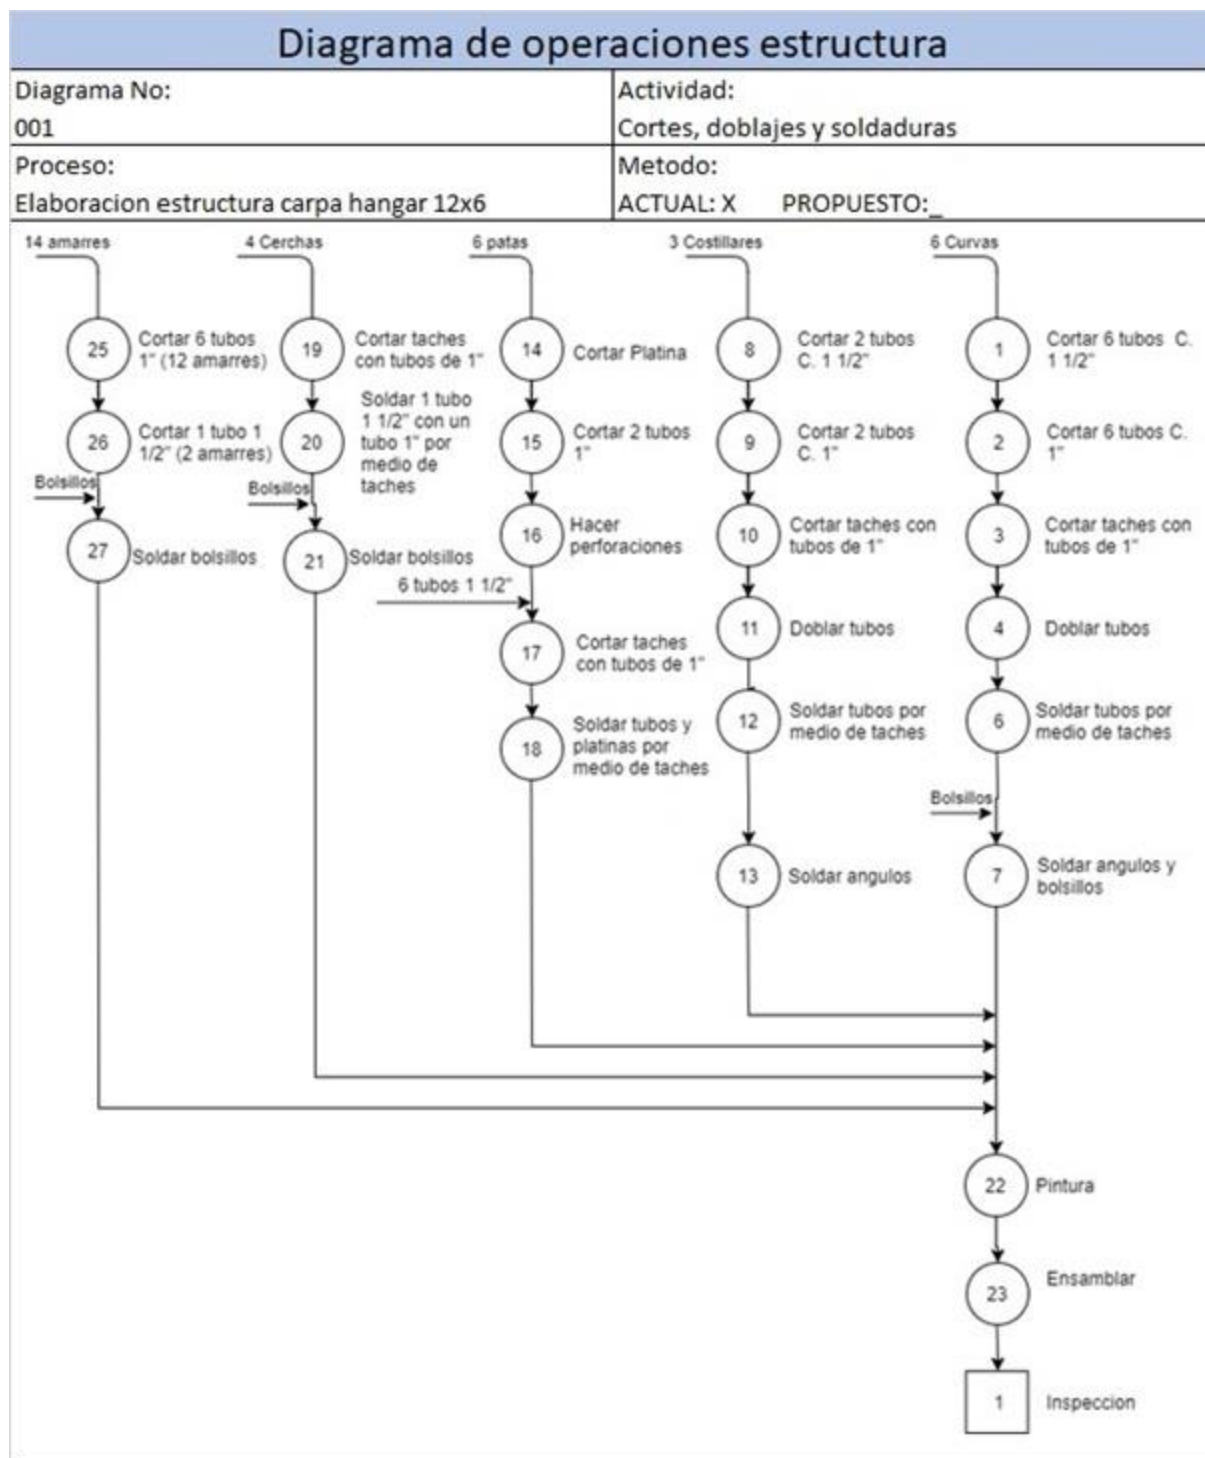 Diagrama de operaciones estructura
Diagrama No:
001
Actividad:
Cortes, doblajes y soldaduras
Proceso:
Elaboracion estructura carpa hangar 12x6
Metodo:
ACTUAL: X PROPUESTO:_
14 amarres
25
Cortar 6 tubos
1" (12 amarres)
26
Cortar 1 tubo 1
1/2" (2 amarres)
Bolsillos
27
Soldar bolsillos
4 Cerchas
19
Cortar taches
con tubos de 1"
20
Soldar 1 tubo
1 1/2" con un
tubo 1" por
medio de
taches
Bolsillos
21
Soldar bolsillos
6 patas
14
Cortar Platina
15
Cortar 2 tubos
1"
16
Hacer
perforaciones
6 tubos 1 1/2"
17
Cortar taches
con tubos de 1"
18
Soldar tubos y
platinas por
medio de taches
3 Costillares
8
Cortar 2 tubos
C. 1 1/2"
9
Cortar 2 tubos
C. 1"
10
Cortar taches con
tubos de 1"
11
Doblar tubos
12
Soldar tubos por
medio de taches
13
Soldar angulos
6 Curvas
1
Cortar 6 tubos C.
1 1/2"
2
Cortar 6 tubos C.
1"
3
Cortar taches con
tubos de 1"
4
Doblar tubos
6
Soldar tubos por
medio de taches
Bolsillos
7
Soldar angulos y
bolsillos
22
Pintura
23
Ensamblar
1
Inspeccion